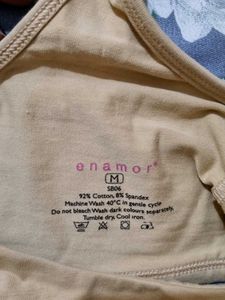 enamor®
M
SB06
92% Cotton, 8% Spandex
Machine Wash 40°C in gentle cycle
Do not bleach Wash dark colours separately,
Tumble dry, Cool iron.